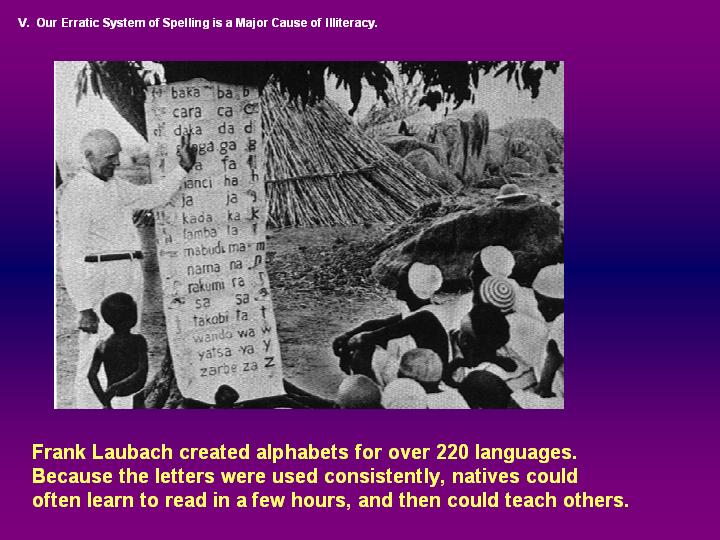 V. Our Erratic System of Spelling is a Major Cause of Illiteracy.
baka ba b
cara ca c
daka da d
ga g
fa f
hanci ha h
ja ja j
kada ka k
lamba la l
mabudi ma m
nama na n
rakumi ra r
sa sa s
takobi ta t
wando wa w
yatsa ya y
zarbe za z
Frank Laubach created alphabets for over 220 languages.
Because the letters were used consistently, natives could
often learn to read in a few hours, and then could teach others.